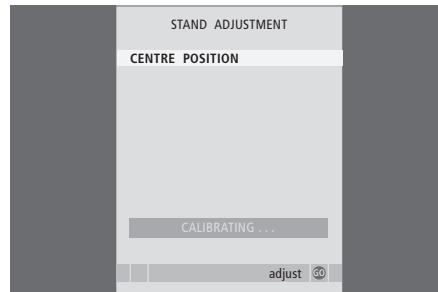 STAND ADJUSTMENT
CENTRE POSITION
CALIBRATING . . .
adjust GO